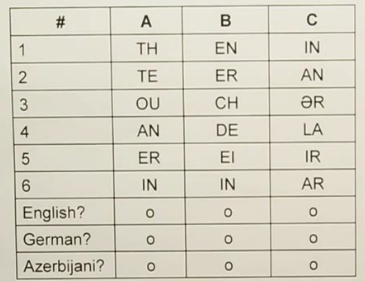 # A B C
1 TH EN IN
2 TE ER AN
3 OU CH ƏR
4 AN DE LA
5 ER EI IR
6 IN IN AR
English? o o o
German? o o o
Azerbijani? o o o